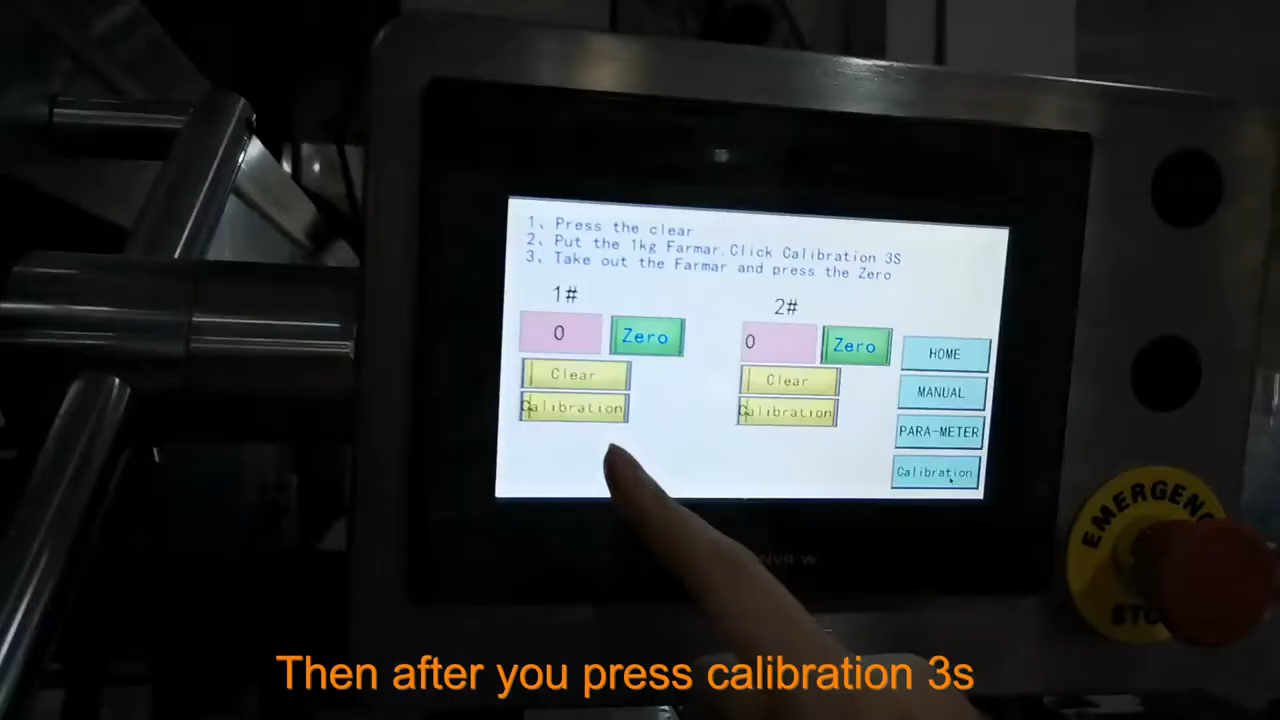 1、Press the clear
2、Put the 1kg Farmar.Click Calibration 3S
3、Take out the Farmar and press the Zero
1#
2#
0
Zero
0
Zero
HOME
Clear
Clear
MANUAL
Calibration
Calibration
PARA-METER
Calibration
EMERGENC
STO
Then after you press calibration 3s